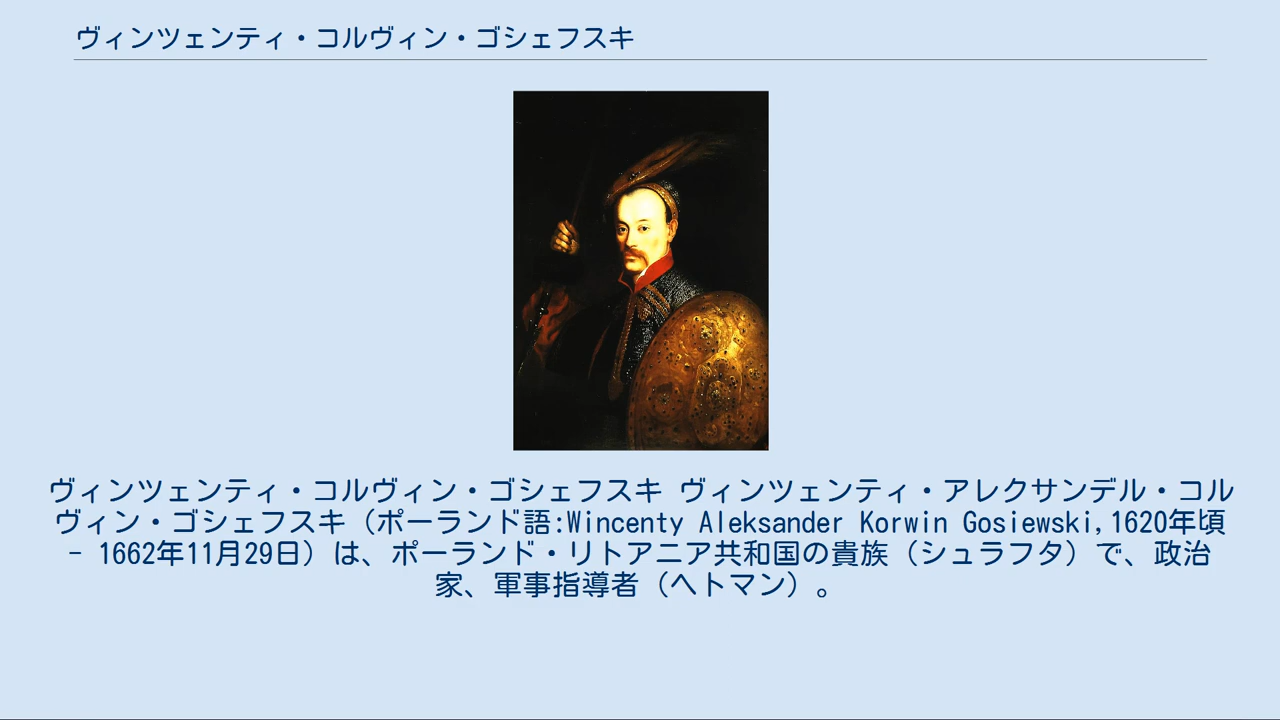 ヴィンツェンティ・コルヴィン・ゴシェフスキ
ヴィンツェンティ・コルヴィン・ゴシェフスキ ヴィンツェンティ・アレクサンデル・コル
ヴィン・ゴシェフスキ（ポーランド語:Wincenty Aleksander Korwin Gosiewski,1620年頃
- 1662年11月29日）は、ポーランド・リトアニア共和国の貴族（シュラフタ）で、政治
家、軍事指導者（ヘトマン）。